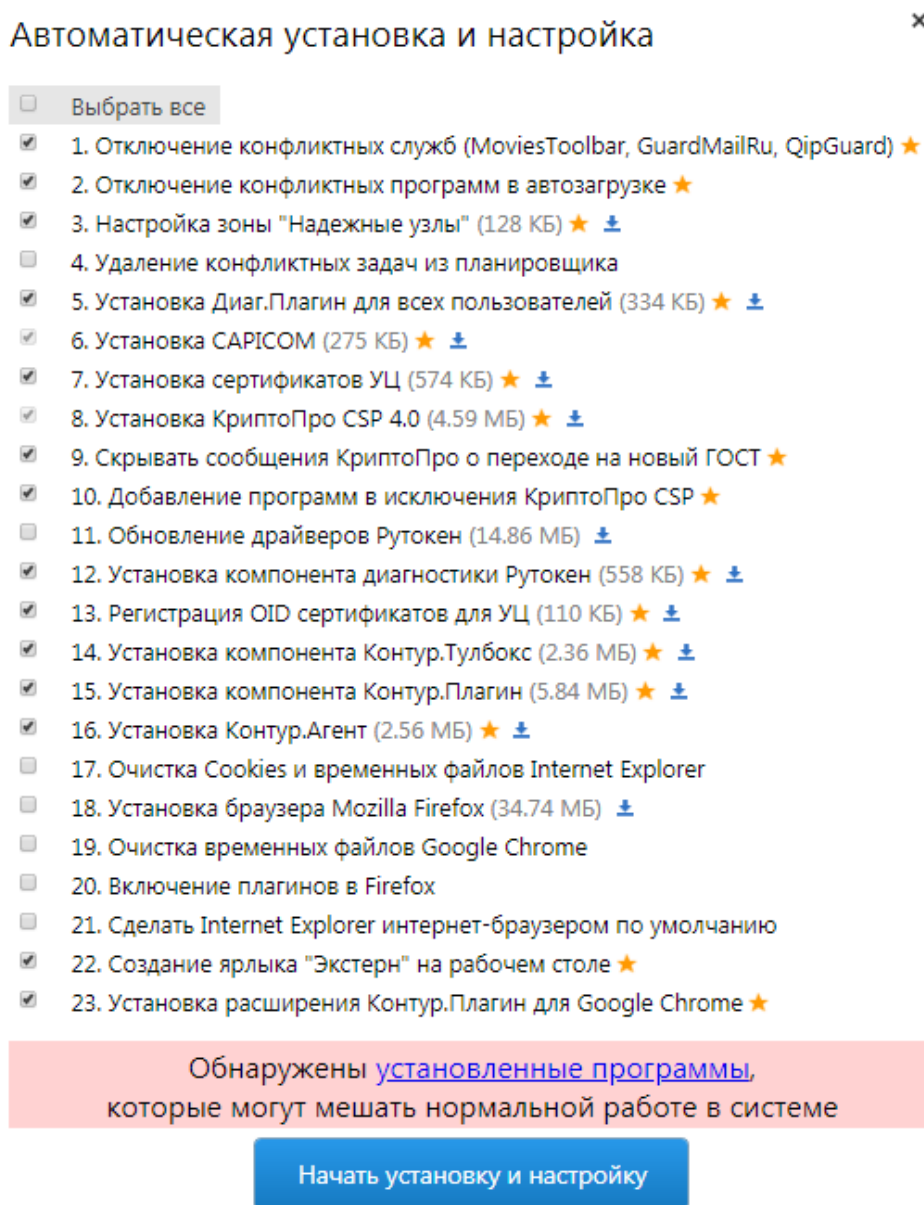 Автоматическая установка и настройка
Выбрать все
1. Отключение конфликтных служб (MoviesToolbar, GuardMailRu, QipGuard)
2. Отключение конфликтных программ в автозагрузке
3. Настройка зоны "Надежные узлы" (128 КБ)
4. Удаление конфликтных задач из планировщика
5. Установка Диаг.Плагин для всех пользователей (334 КБ)
6. Установка CAPICOM (275 КБ)
7. Установка сертификатов УЦ (574 КБ)
8. Установка КриптоПро CSP 4.0 (4.59 МБ)
9. Скрывать сообщения КриптоПро о переходе на новый ГОСТ
10. Добавление программ в исключения КриптоПро CSP
11. Обновление драйверов Рутокен (14.86 МБ)
12. Установка компонента диагностики Рутокен (558 КБ)
13. Регистрация OID сертификатов для УЦ (110 КБ)
14. Установка компонента Контур.Тулбокс (2.36 МБ)
15. Установка компонента Контур.Плагин (5.84 МБ)
16. Установка Контур.Агент (2.56 МБ)
17. Очистка Cookies и временных файлов Internet Explorer
18. Установка браузера Mozilla Firefox (34.74 МБ)
19. Очистка временных файлов Google Chrome
20. Включение плагинов в Firefox
21. Сделать Internet Explorer интернет-браузером по умолчанию
22. Создание ярлыка "Экстерн" на рабочем столе
23. Установка расширения Контур.Плагин для Google Chrome
Обнаружены установленные программы,
которые могут мешать нормальной работе в системе
Начать установку и настройку